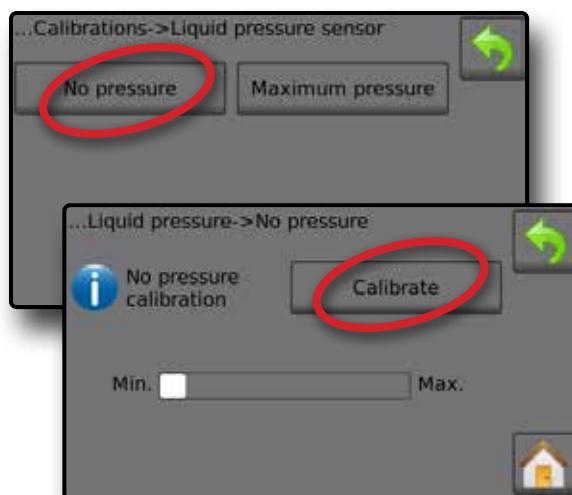 ...Calibrations->Liquid pressure sensor
No pressure
Maximum pressure
...Liquid pressure->No pressure
No pressure
calibration
Calibrate
Min.
Max.